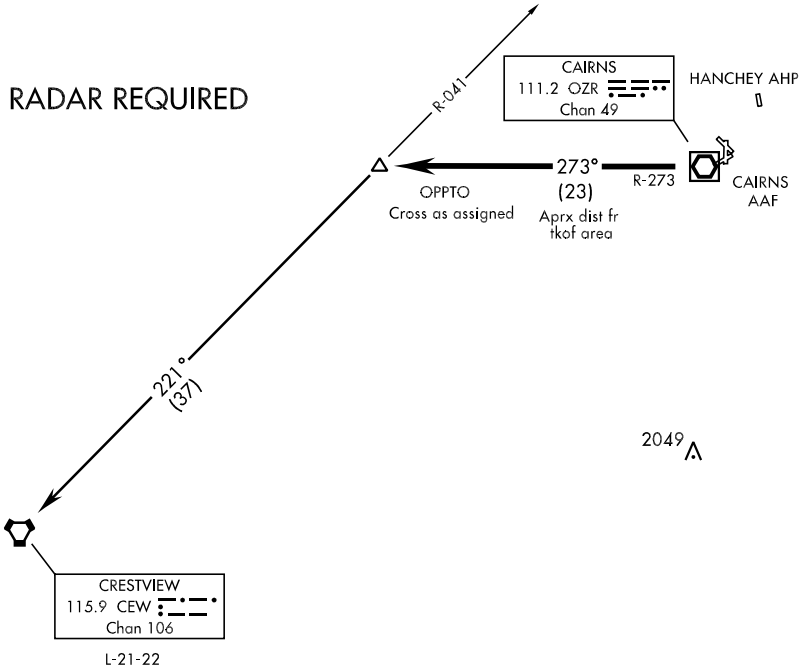 R-041
RADAR REQUIRED
CAIRNS
111.2 OZR
Chan 49
HANCHEY AHP
273°
(23)
R-273
OPPTO
Cross as assigned
Aprx dist fr
tkof area
CAIRNS
AAF
221°
(37)
2049
CRESTVIEW
115.9 CEW
Chan 106
L-21-22